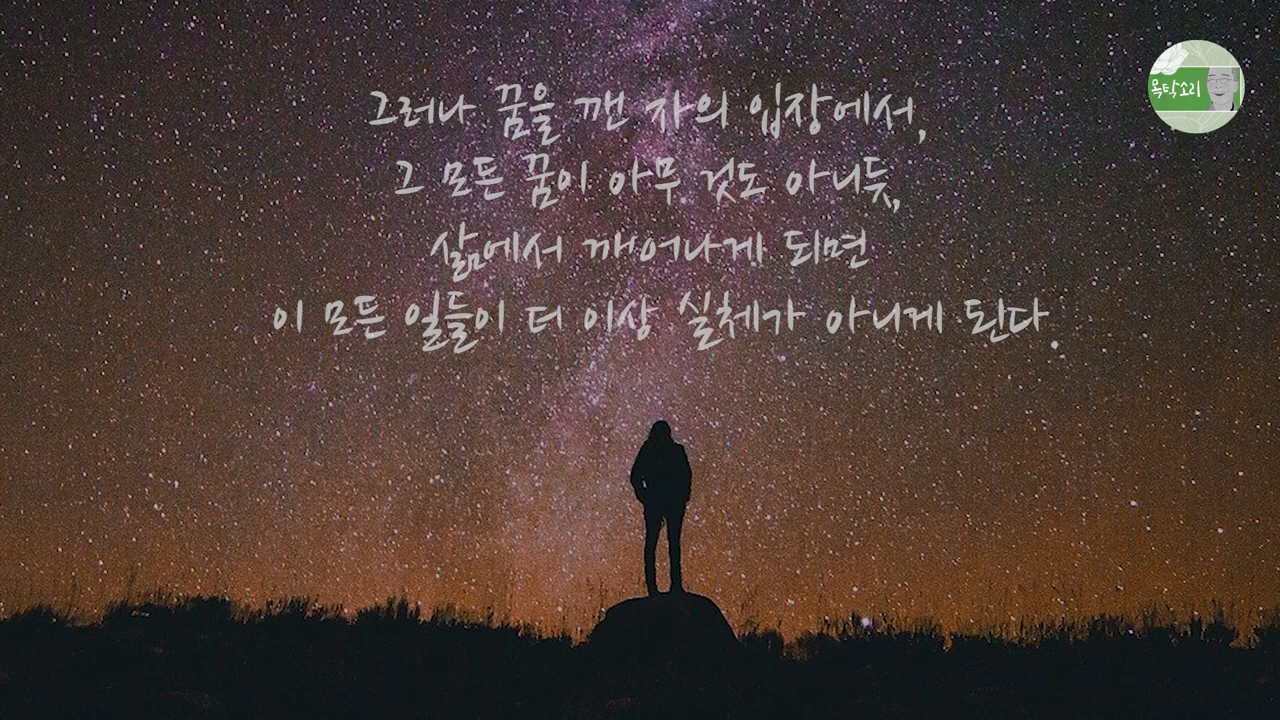 그러나 꿈을 깬 자의 입장에서,
그 모든 꿈이 아무 것도 아니듯,
삶에서 깨어나게 되면
이 모든 일들이 더 이상 실체가 아니게 된다.
목탁소리